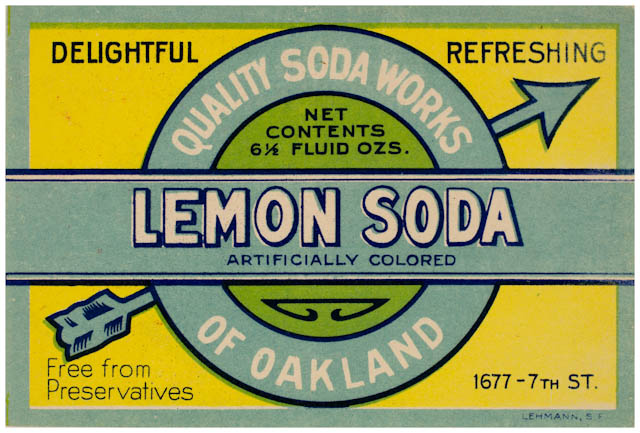 DELIGHTFUL
REFRESHING
QUALITY SODA WORKS
NET
CONTENTS
6½ FLUID OZS.
LEMON SODA
ARTIFICIALLY COLORED
OF OAKLAND
Free from
Preservatives
1677-7TH ST.
LEHMANN, S.F.